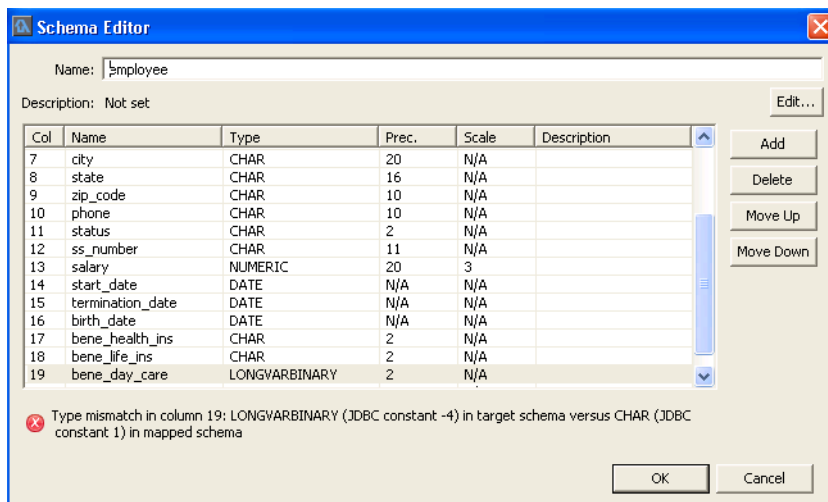 Schema Editor
Name: employee
Description: Not set
Edit...
Col Name Type Prec. Scale Description
7 city CHAR 20 N/A
8 state CHAR 16 N/A
9 zip_code CHAR 10 N/A
10 phone CHAR 10 N/A
11 status CHAR 2 N/A
12 ss_number CHAR 11 N/A
13 salary NUMERIC 20 3
14 start_date DATE N/A N/A
15 termination_date DATE N/A N/A
16 birth_date DATE N/A N/A
17 bene_health_ins CHAR 2 N/A
18 bene_life_ins CHAR 2 N/A
19 bene_day_care LONGVARBINARY 2 N/A
Add
Delete
Move Up
Move Down
Type mismatch in column 19: LONGVARBINARY (JDBC constant -4) in target schema versus CHAR (JDBC
constant 1) in mapped schema
OK Cancel